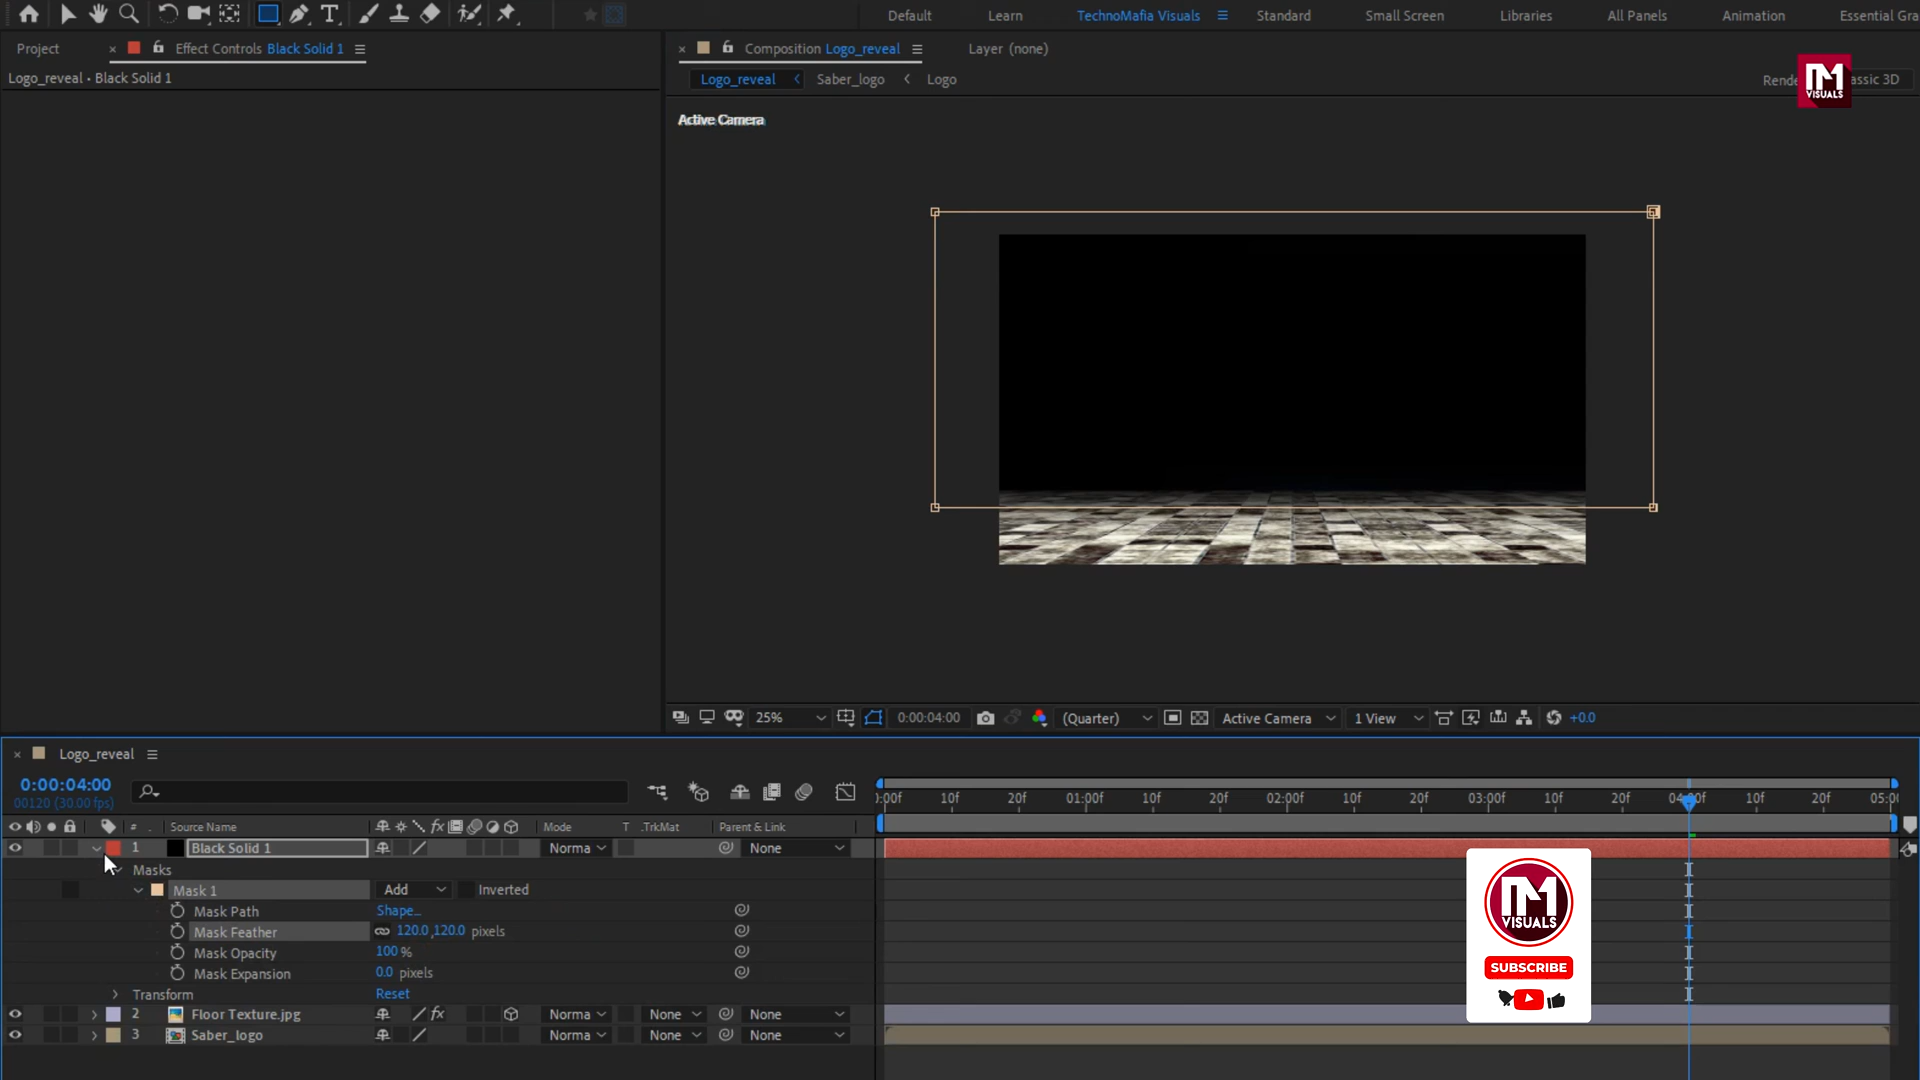 Default
Learn
TechnoMafia Visuals
Standard
Small Screen
Libraries
All Panels
Animation
Essential Gra
Project
Effect Controls Black Solid 1
Composition Logo_reveal
Layer (none)
Logo_reveal • Black Solid 1
Logo_reveal
Saber_logo
Logo
Rende
assic 3D
VISUALS
Active Camera
25%
0:00:04:00
(Quarter)
Active Camera
1 View
+0.0
Logo_reveal
0:00:04:00
00120 (30.00 fps)
:00f
10f
20f
01:00f
10f
20f
02:00f
10f
20f
03:00f
10f
20f
04:00f
10f
20f
05:00
#
Source Name
fx
Mode
T
.TrkMat
Parent & Link
1
Black Solid 1
Norma
None
Masks
Mask 1
Add
Inverted
Mask Path
Shape...
Mask Feather
120.0,120.0 pixels
Mask Opacity
100 %
Mask Expansion
0.0 pixels
Transform
Reset
2
Floor Texture.jpg
fx
Norma
None
None
3
Saber_logo
Norma
None
None
VISUALS
SUBSCRIBE